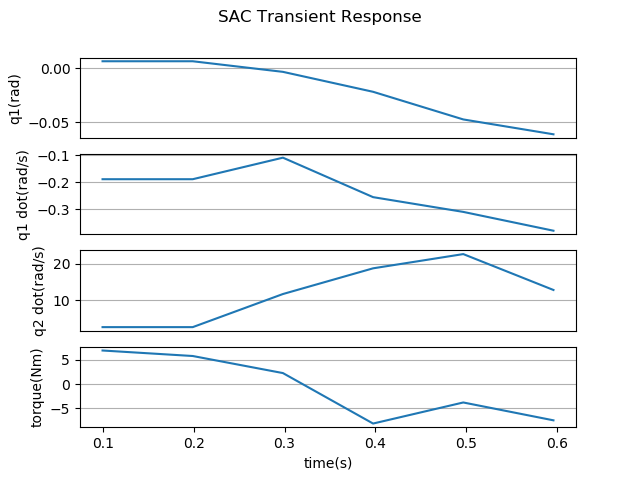 SAC Transient Response
0.00
−0.05
q1(rad)
−0.1
−0.2
−0.3
q1 dot(rad/s)
20
10
q2 dot(rad/s)
5
0
−5
torque(Nm)
0.1 0.2 0.3 0.4 0.5 0.6
time(s)